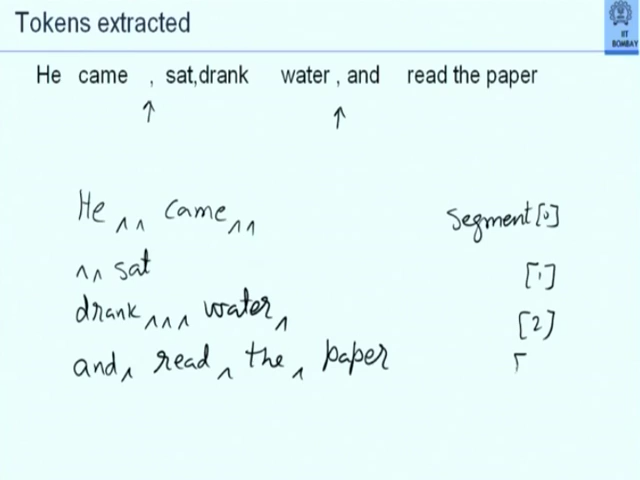 Tokens extracted
IIT BOMBAY
He came , sat,drank water , and read the paper
↑ ↑
He ^^ came ^^ Segment[0]
^^ sat [1]
drank ^^^ water ^ [2]
and ^ read ^ the ^ paper [